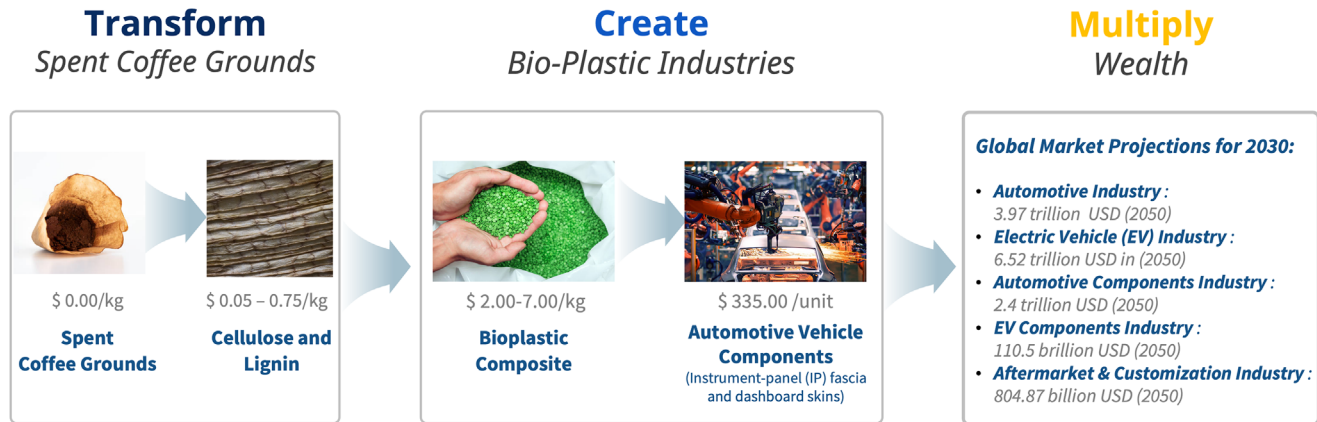 Transform
Spent Coffee Grounds
Create
Bio-Plastic Industries
Multiply
Wealth
$ 0.00/kg
Spent
Coffee Grounds
$ 0.05 – 0.75/kg
Cellulose and
Lignin
$ 2.00-7.00/kg
Bioplastic
Composite
$ 335.00 /unit
Automotive Vehicle
Components
(Instrument-panel (IP) fascia
and dashboard skins)
Global Market Projections for 2030:
• Automotive Industry :
3.97 trillion USD (2050)
• Electric Vehicle (EV) Industry :
6.52 trillion USD in (2050)
• Automotive Components Industry :
2.4 trillion USD (2050)
• EV Components Industry :
110.5 brillion USD (2050)
• Aftermarket & Customization Industry :
804.87 billion USD (2050)